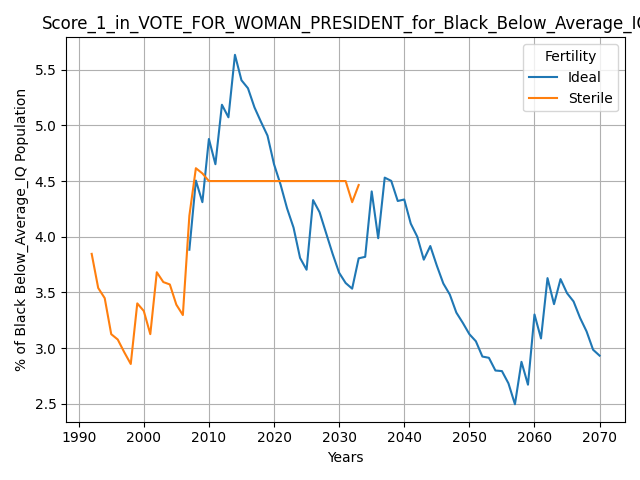 Score_1_in_VOTE_FOR_WOMAN_PRESIDENT_for_Black_Below_Average_IQ
Fertility
Ideal
Sterile
% of Black Below_Average_IQ Population
5.5
5.0
4.5
4.0
3.5
3.0
2.5
1990 2000 2010 2020 2030 2040 2050 2060 2070
Years